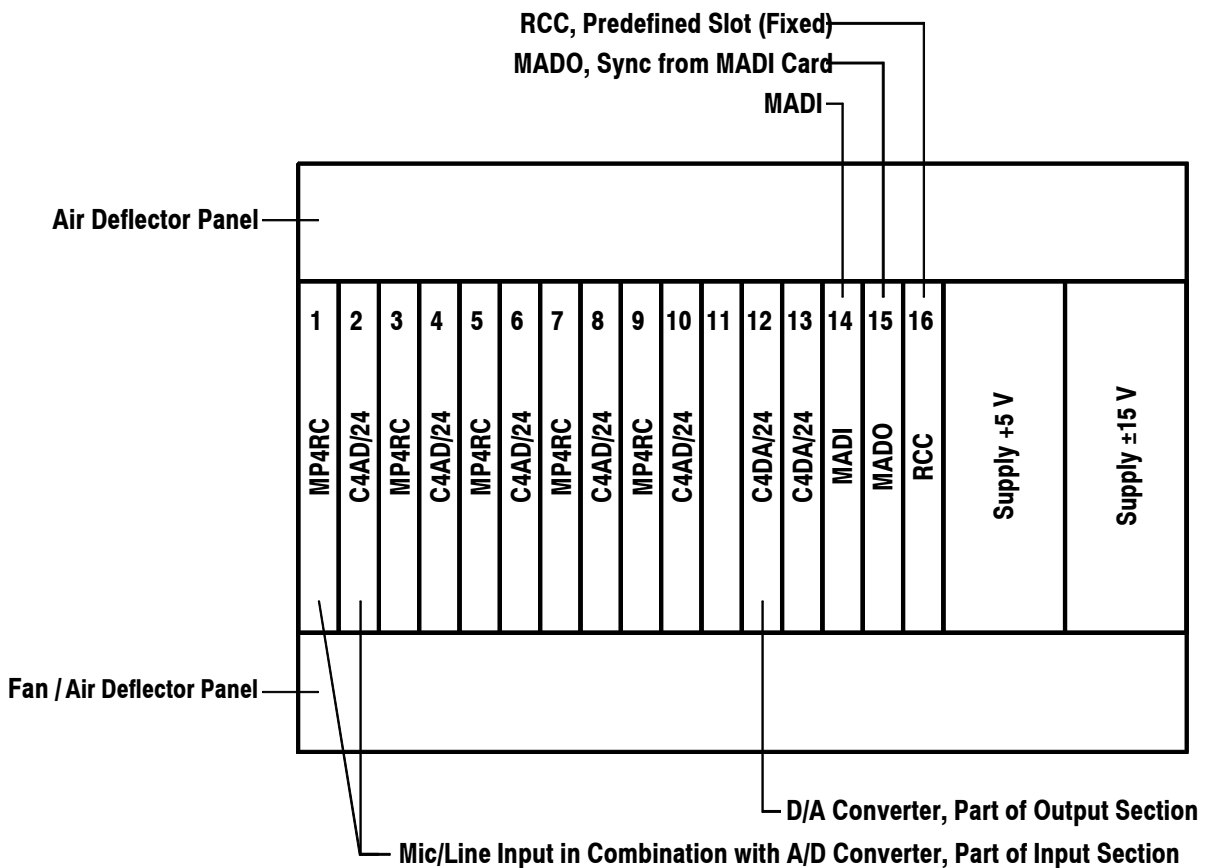 RCC, Predefined Slot (Fixed)
MADO, Sync from MADI Card
MADI
Air Deflector Panel
1 2 3 4 5 6 7 8 9 10 11 12 13 14 15 16
MP4RC
C4AD/24
MP4RC
C4AD/24
MP4RC
C4AD/24
MP4RC
C4AD/24
MP4RC
C4AD/24
C4DA/24
C4DA/24
MADI
MADO
RCC
Supply +5 V
Supply ±15 V
Fan / Air Deflector Panel
D/A Converter, Part of Output Section
Mic/Line Input in Combination with A/D Converter, Part of Input Section